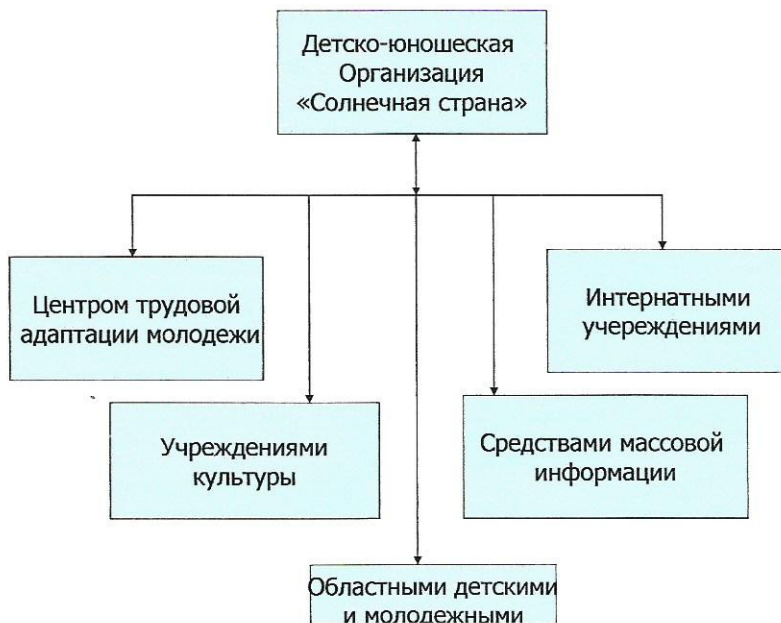 Детско-юношеская
Организация
«Солнечная страна»
Центром трудовой
адаптации молодежи
Интернатными
учереждениями
Учреждениями
культуры
Средствами массовой
информации
Областными детскими
и молодежными